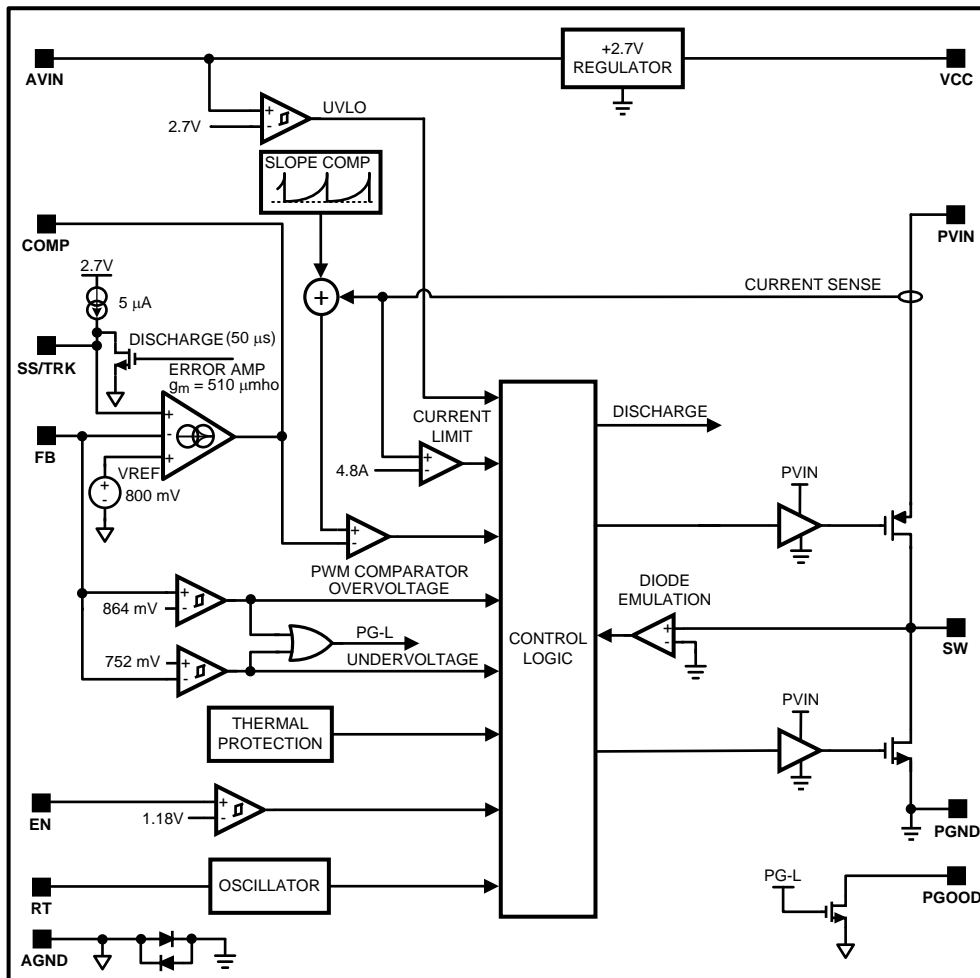 +2.7V
REGULATOR
AVIN
VCC
UVLO
+
-
2.7V
SLOPE COMP
COMP
PVIN
2.7V
5 μA
+
CURRENT SENSE
DISCHARGE (50 μs)
SS/TRK
ERROR AMP
gm = 510 μmho
+
-
+
FB
VREF
+
-
800 mV
CURRENT
LIMIT
+
-
4.8A
DISCHARGE
PVIN
+
-
PWM COMPARATOR
OVERVOLTAGE
+
-
864 mV
PG-L
752 mV
+
-
UNDERVOLTAGE
CONTROL
LOGIC
DIODE
EMULATION
+
-
SW
THERMAL
PROTECTION
PVIN
EN
+
-
1.18V
PGND
RT
OSCILLATOR
PG-L
PGOOD
AGND